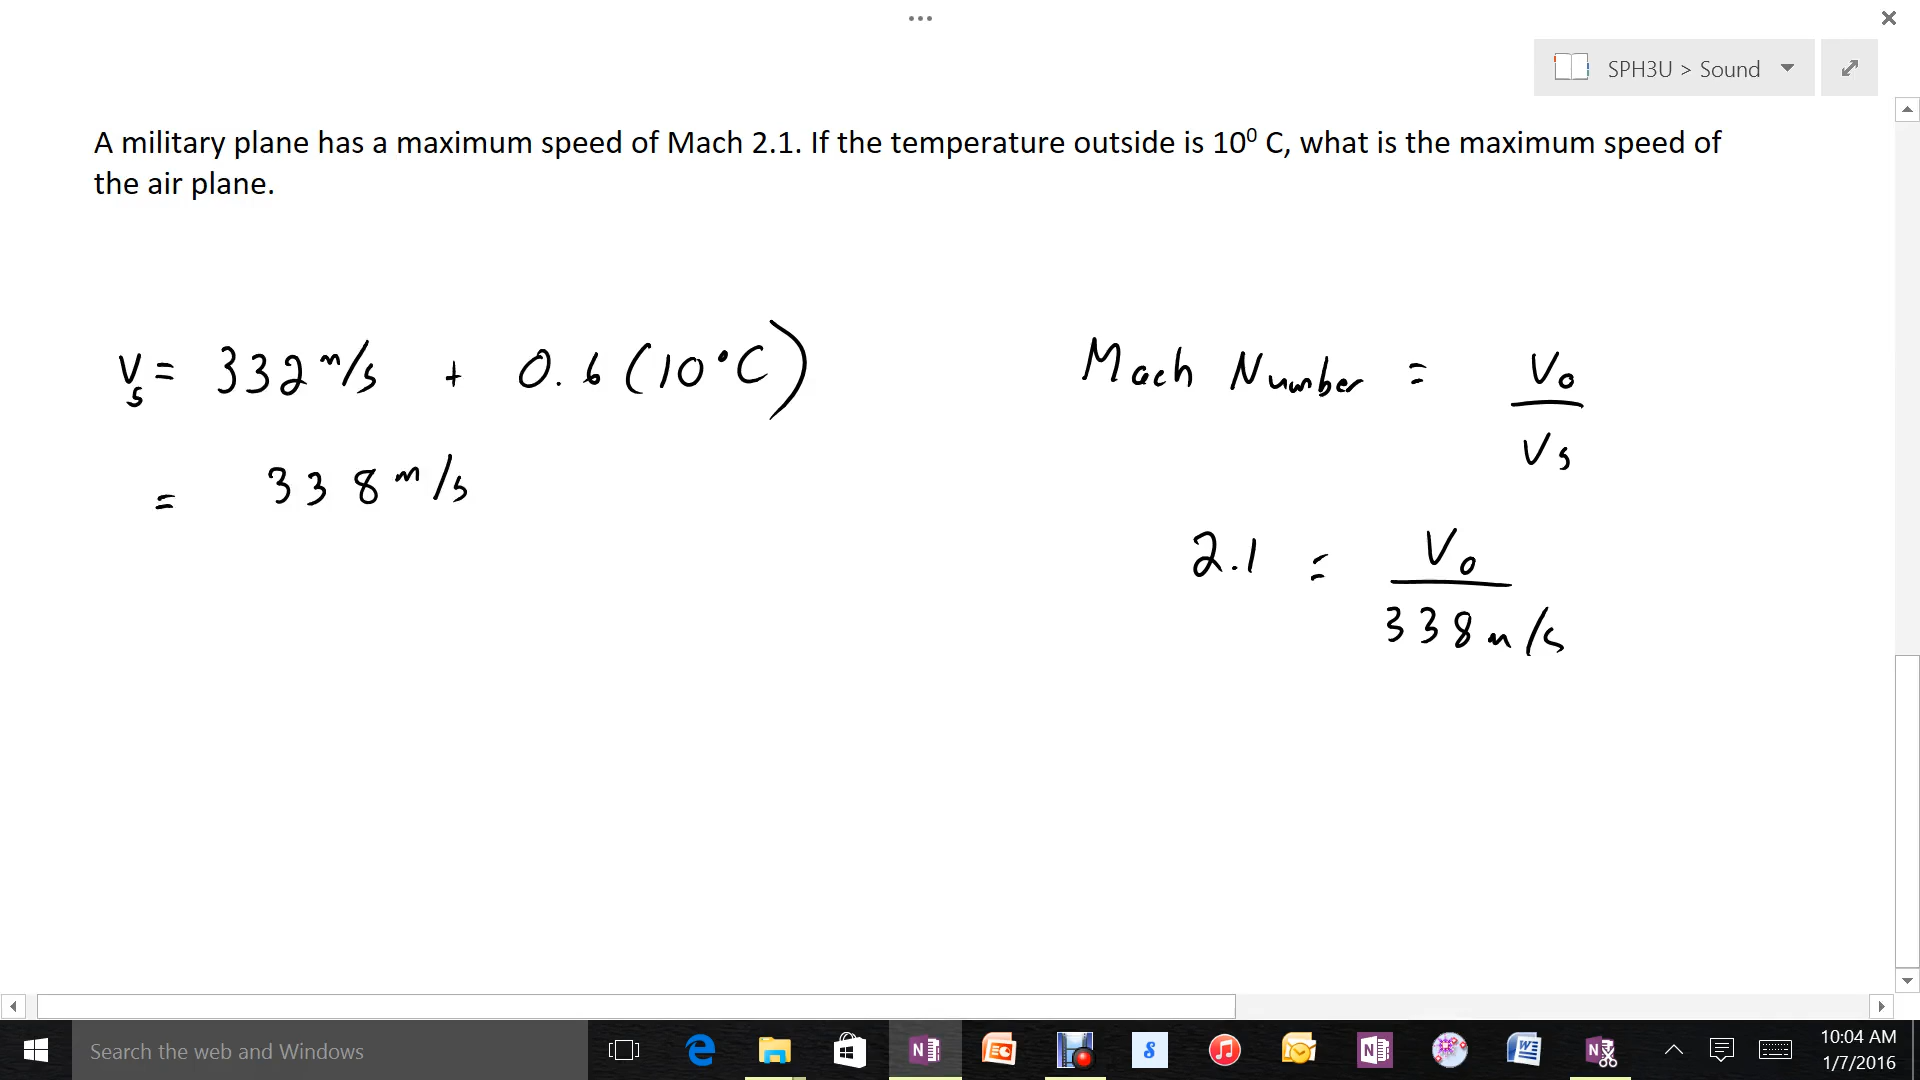 SPH3U > Sound
A military plane has a maximum speed of Mach 2.1. If the temperature outside is 10⁰ C, what is the maximum speed of
the air plane.
Vs = 332 m/s + 0.6 (10°C)
= 338 m/s
Mach Number = Vo / Vs
2.1 = Vo / 338 m/s
Search the web and Windows
10:04 AM
1/7/2016